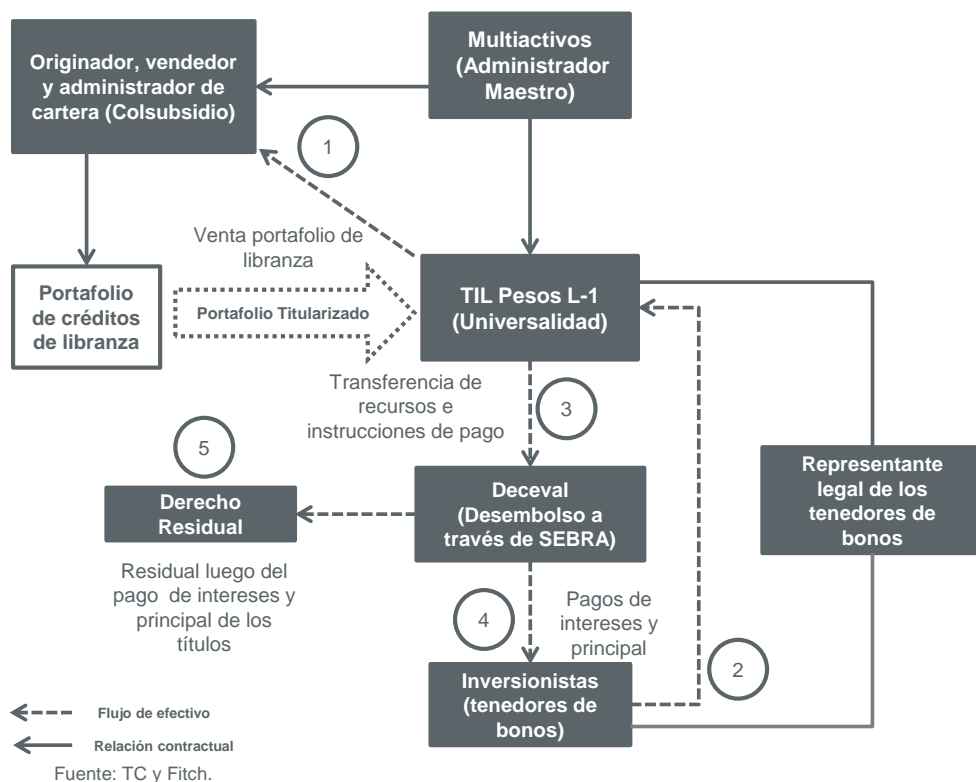 Originador, vendedor
y administrador de
cartera (Colsubsidio)
Multiactivos
(Administrador
Maestro)
1
Venta portafolio de
libranza
Portafolio
de créditos
de libranza
Portafolio Titularizado
TIL Pesos L-1
(Universalidad)
Transferencia de
recursos e
instrucciones de pago
3
5
Derecho
Residual
Deceval
(Desembolso a
través de SEBRA)
Representante
legal de los
tenedores de
bonos
Residual luego del
pago de intereses y
principal de los
títulos
4
Pagos de
intereses y
principal
2
Inversionistas
(tenedores de
bonos)
Flujo de efectivo
Relación contractual
Fuente: TC y Fitch.